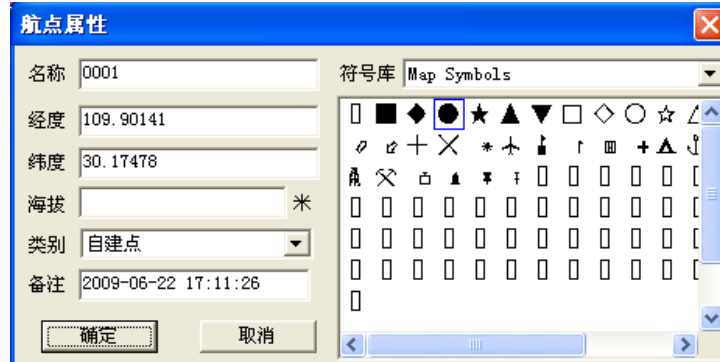 航点属性
名称 0001
符号库 Map Symbols
经度 109.90141
纬度 30.17478
海拔 米
类别 自建点
备注 2009-06-22 17:11:26
确定 取消